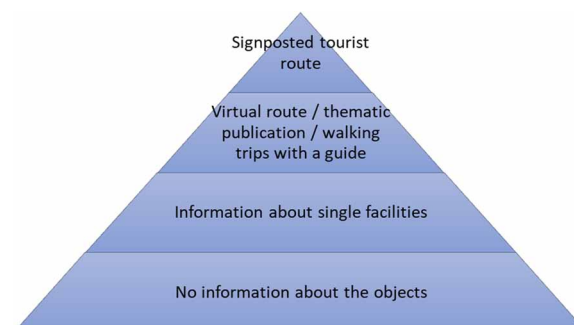 Signposted tourist
route
Virtual route / thematic
publication / walking
trips with a guide
Information about single facilities
No information about the objects